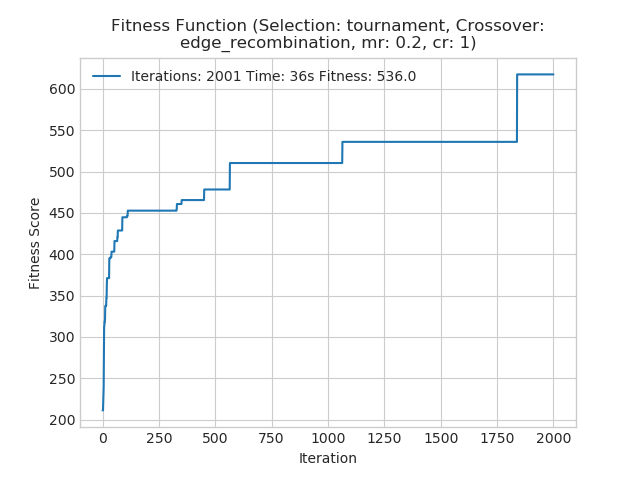 Fitness Function (Selection: tournament, Crossover:
edge_recombination, mr: 0.2, cr: 1)
Iterations: 2001 Time: 36s Fitness: 536.0
Fitness Score
600
550
500
450
400
350
300
250
200
0 250 500 750 1000 1250 1500 1750 2000
Iteration